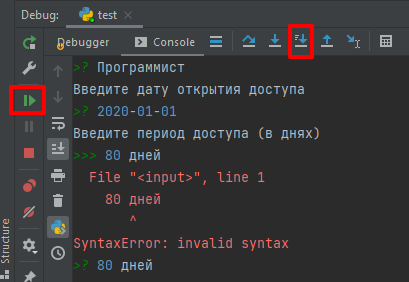 Debug: test
Debugger Console
>? Программист
Введите дату открытия доступа
>? 2020-01-01
Введите период доступа (в днях)
>>> 80 дней
File "<input>", line 1
80 дней
^
SyntaxError: invalid syntax
>? 80 дней
Structure